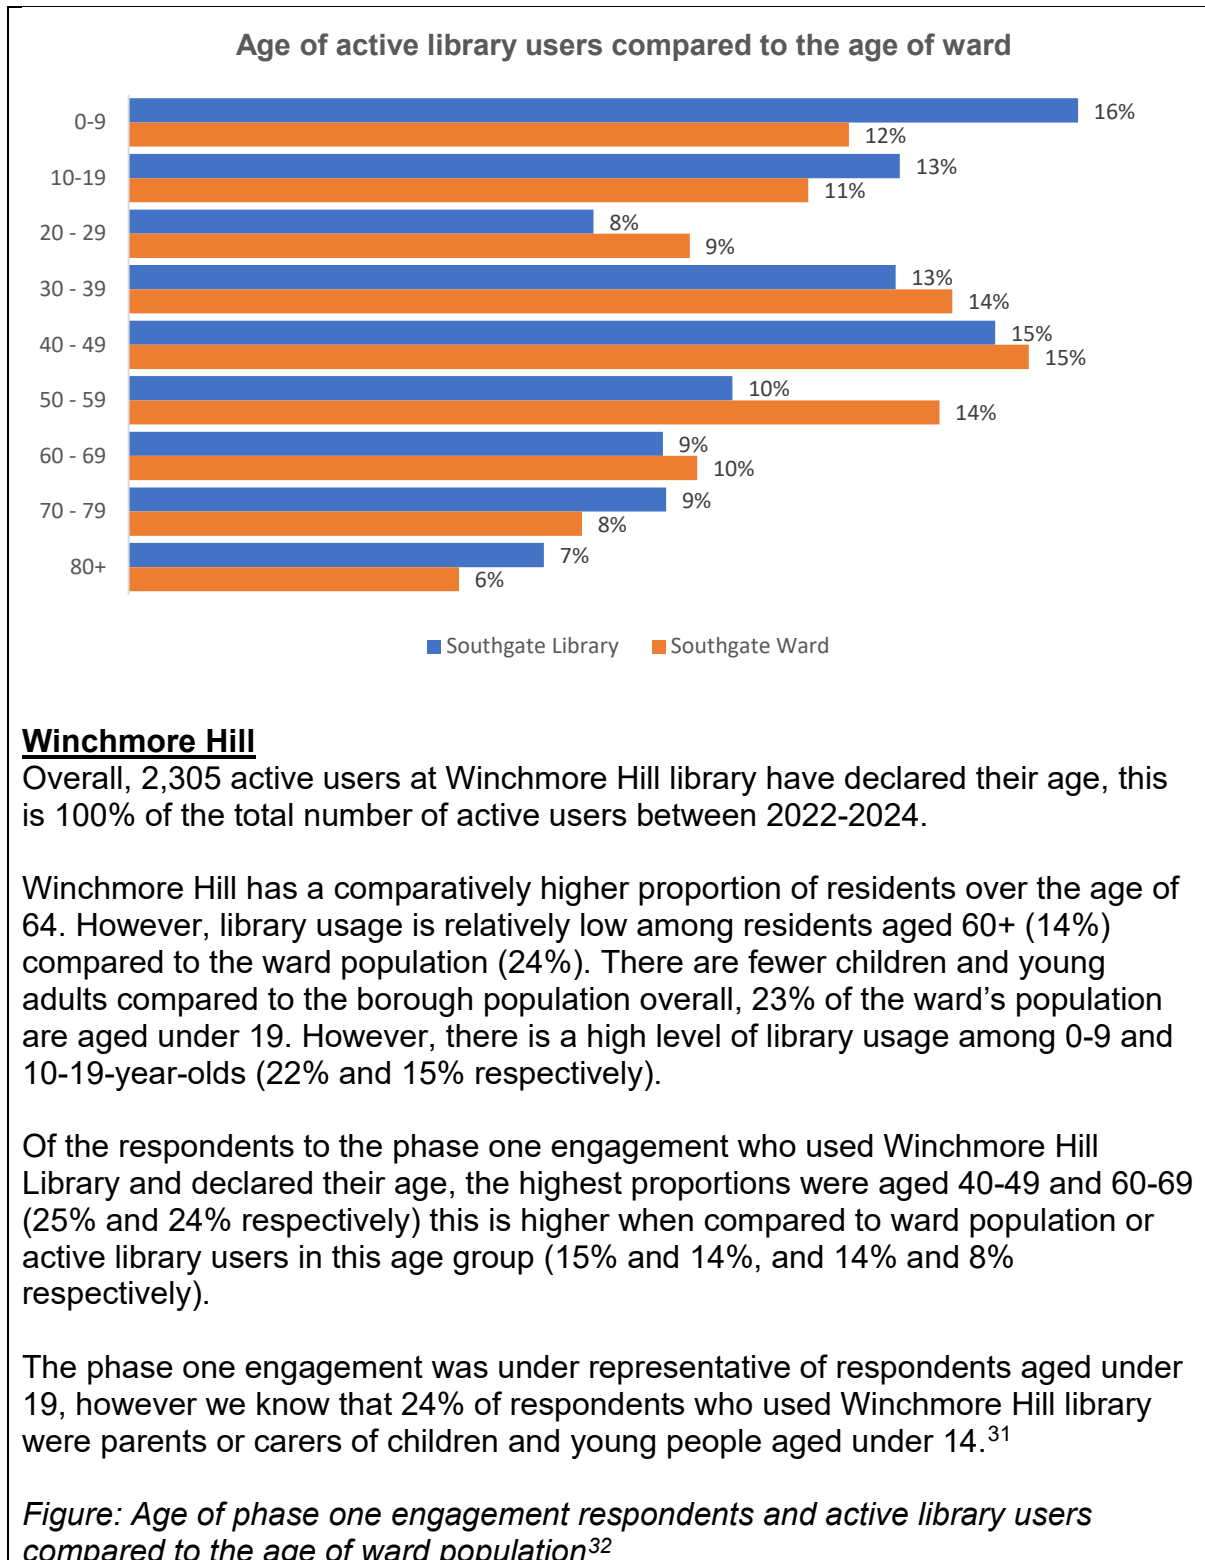 Age of active library users compared to the age of ward
0-9
16%
12%
10-19
13%
11%
20 - 29
8%
9%
30 - 39
13%
14%
40 - 49
15%
15%
50 - 59
10%
14%
60 - 69
9%
10%
70 - 79
9%
8%
80+
7%
6%
Southgate Library Southgate Ward
Winchmore Hill
Overall, 2,305 active users at Winchmore Hill library have declared their age, this
is 100% of the total number of active users between 2022-2024.
Winchmore Hill has a comparatively higher proportion of residents over the age of
64. However, library usage is relatively low among residents aged 60+ (14%)
compared to the ward population (24%). There are fewer children and young
adults compared to the borough population overall, 23% of the ward’s population
are aged under 19. However, there is a high level of library usage among 0-9 and
10-19-year-olds (22% and 15% respectively).
Of the respondents to the phase one engagement who used Winchmore Hill
Library and declared their age, the highest proportions were aged 40-49 and 60-69
(25% and 24% respectively) this is higher when compared to ward population or
active library users in this age group (15% and 14%, and 14% and 8%
respectively).
The phase one engagement was under representative of respondents aged under
19, however we know that 24% of respondents who used Winchmore Hill library
were parents or carers of children and young people aged under 14.31
Figure: Age of phase one engagement respondents and active library users
compared to the age of ward population32